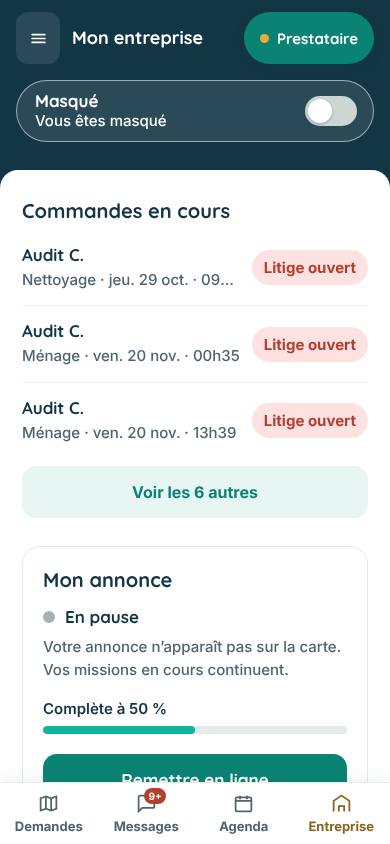 Mon entreprise
Prestataire
Masqué
Vous êtes masqué
Commandes en cours
Audit C.
Nettoyage · jeu. 29 oct. · 09...
Litige ouvert
Audit C.
Ménage · ven. 20 nov. · 00h35
Litige ouvert
Audit C.
Ménage · ven. 20 nov. · 13h39
Litige ouvert
Voir les 6 autres
Mon annonce
En pause
Votre annonce n’apparaît pas sur la carte.
Vos missions en cours continuent.
Complète à 50 %
Remettre en ligne
9+
Demandes
Messages
Agenda
Entreprise